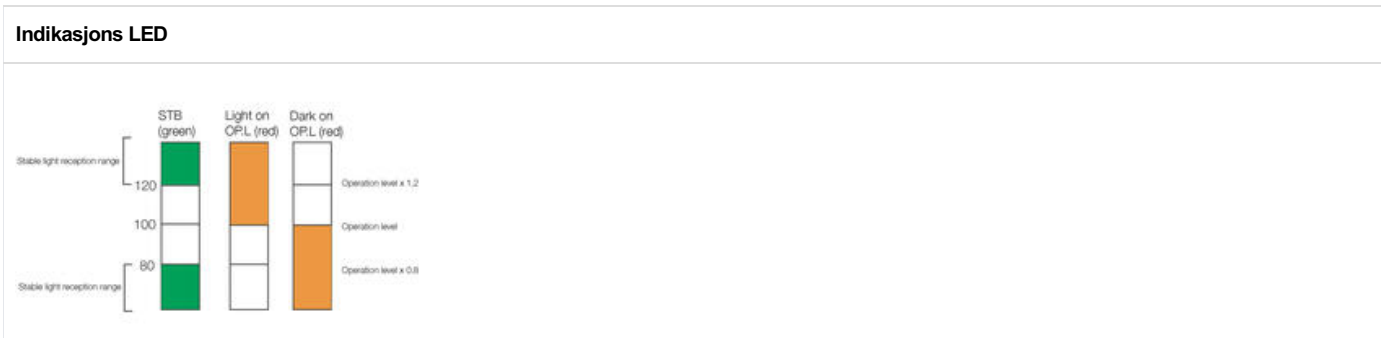 Indikasjons LED
STB
(green)
Light on
OP.L (red)
Dark on
OP.L (red)
Stable light reception range
120
Operation level x 1,2
100
Operation level
80
Operation level x 0,8
Stable light reception range